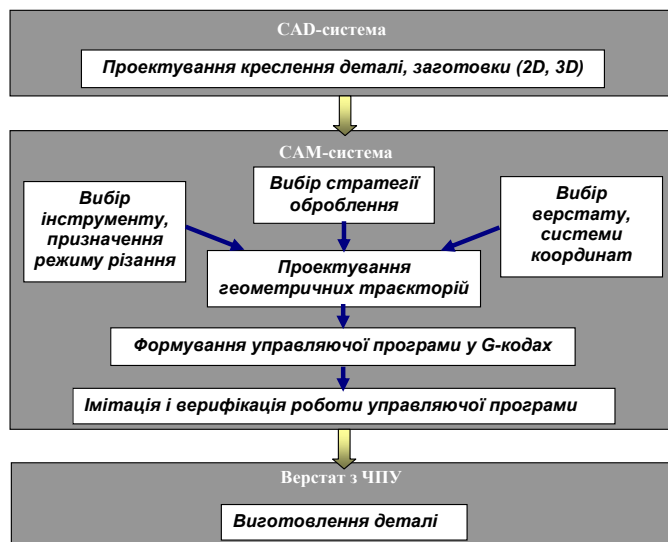 CAD-система
Проектування креслення деталі, заготовки (2D, 3D)
CAM-система
Вибір
інструменту,
призначення
режиму різання
Вибір стратегії
оброблення
Вибір
верстату,
системи
координат
Проектування
геометричних траєкторій
Формування управляючої програми у G-кодах
Імітація і верифікація роботи управляючої програми
Верстат з ЧПУ
Виготовлення деталі